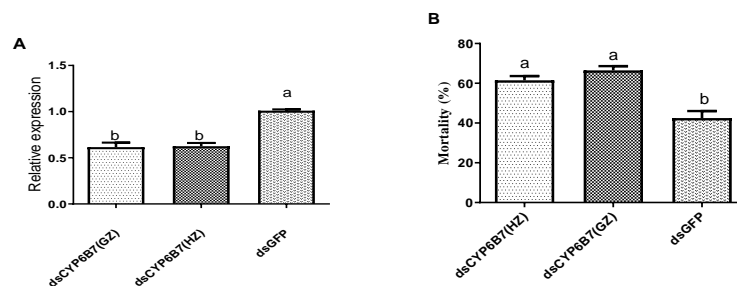 A
Relative expression
1.5
1.0
0.5
0.0
b
b
a
dsCYP6B7(GZ)
dsCYP6B7(HZ)
dsGFP
B
Mortality (%)
80
60
40
20
0
a
a
b
dsCYP6B7(HZ)
dsCYP6B7(GZ)
dsGFP